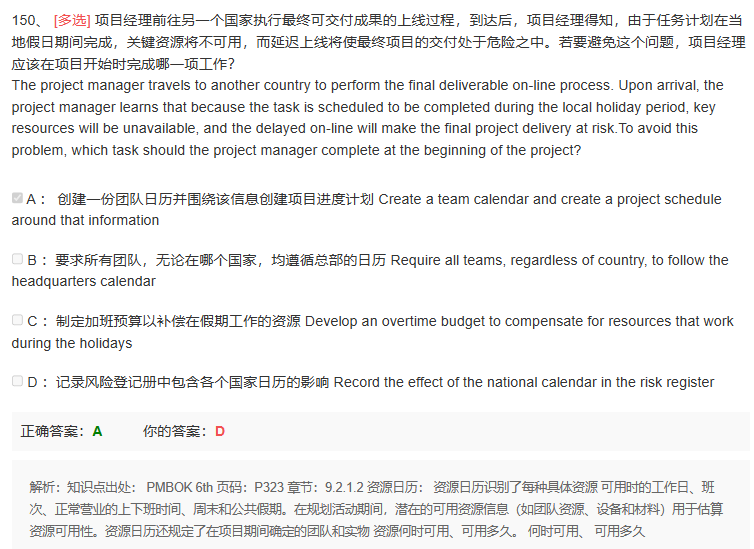 150、 [多选] 项目经理前往另一个国家执行最终可交付成果的上线过程，到达后，项目经理得知，由于任务计划在当
地假日期间完成，关键资源将不可用，而延迟上线将使最终项目的交付处于危险之中。若要避免这个问题，项目经理
应该在项目开始时完成哪一项工作？
The project manager travels to another country to perform the final deliverable on-line process. Upon arrival, the
project manager learns that because the task is scheduled to be completed during the local holiday period, key
resources will be unavailable, and the delayed on-line will make the final project delivery at risk.To avoid this
problem, which task should the project manager complete at the beginning of the project?
A： 创建一份团队日历并围绕该信息创建项目进度计划 Create a team calendar and create a project schedule
around that information
B： 要求所有团队，无论在哪个国家，均遵循总部的日历 Require all teams, regardless of country, to follow the
headquarters calendar
C： 制定加班预算以补偿在假期工作的资源 Develop an overtime budget to compensate for resources that work
during the holidays
D： 记录风险登记册中包含各个国家日历的影响 Record the effect of the national calendar in the risk register
正确答案：A 你的答案：D
解析：知识点出处： PMBOK 6th 页码：P323 章节：9.2.1.2 资源日历： 资源日历识别了每种具体资源 可用时的工作日、班
次、正常营业的上下班时间、周末和公共假期。在规划活动期间，潜在的可用资源信息（如团队资源、设备和材料）用于估算
资源可用性。资源日历还规定了在项目期间确定的团队和实物 资源何时可用、可用多久。 何时可用、 可用多久